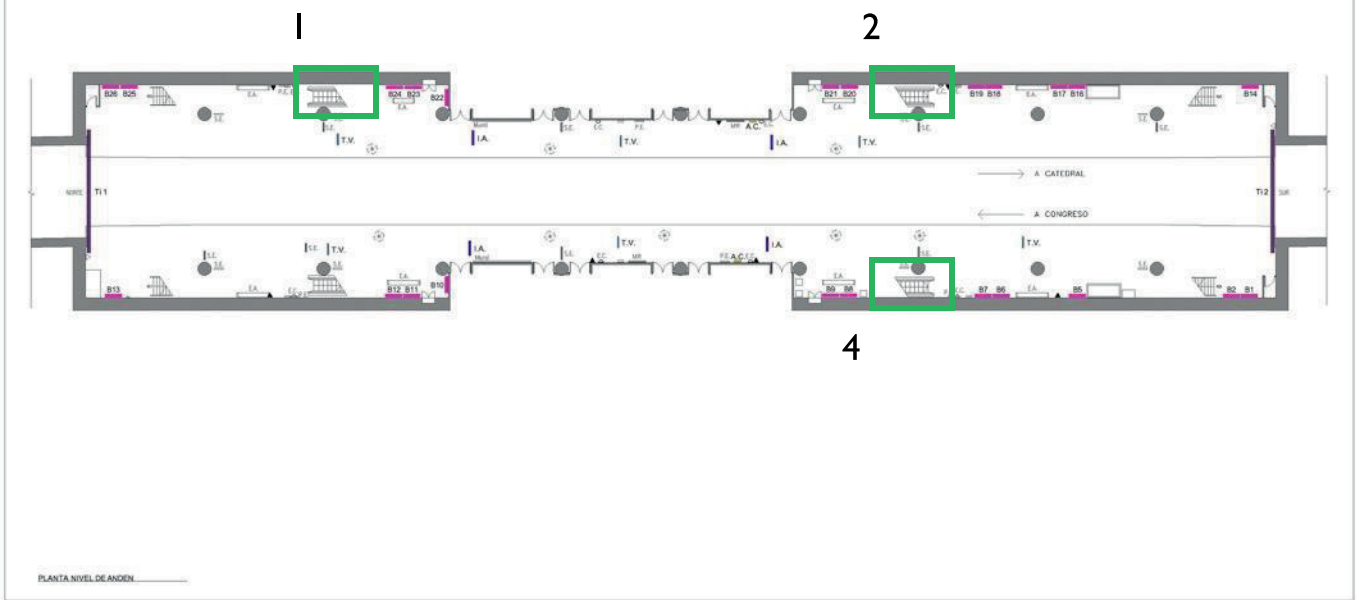 1 2
B26 B25 E.A. P.E. E.C. B24 B23 E.A. B22 B21 B20 E.A. B19 B18 E.A. B17 B16 B14
S.E. S.E. Mural S.E. E.C. P.E. M.P. A.C. E.C. S.E. S.E.
T.V. I.A. T.V. I.A. T.V.
A CATEDRAL
NORTE Ti 1 Ti 2 SUR
A CONGRESO
S.E. S.E. T.V. I.A. T.V. I.A. T.V.
S.E. S.E. Mural S.E. E.C. M.P. P.E. A.C. E.C. S.E. S.E.
B13 E.A. E.C. P.E. E.A. B12 B11 B10 E.A. B9 B8 E.C. B7 B6 E.A. B5 B2 B1
4
PLANTA NIVEL DE ANDEN